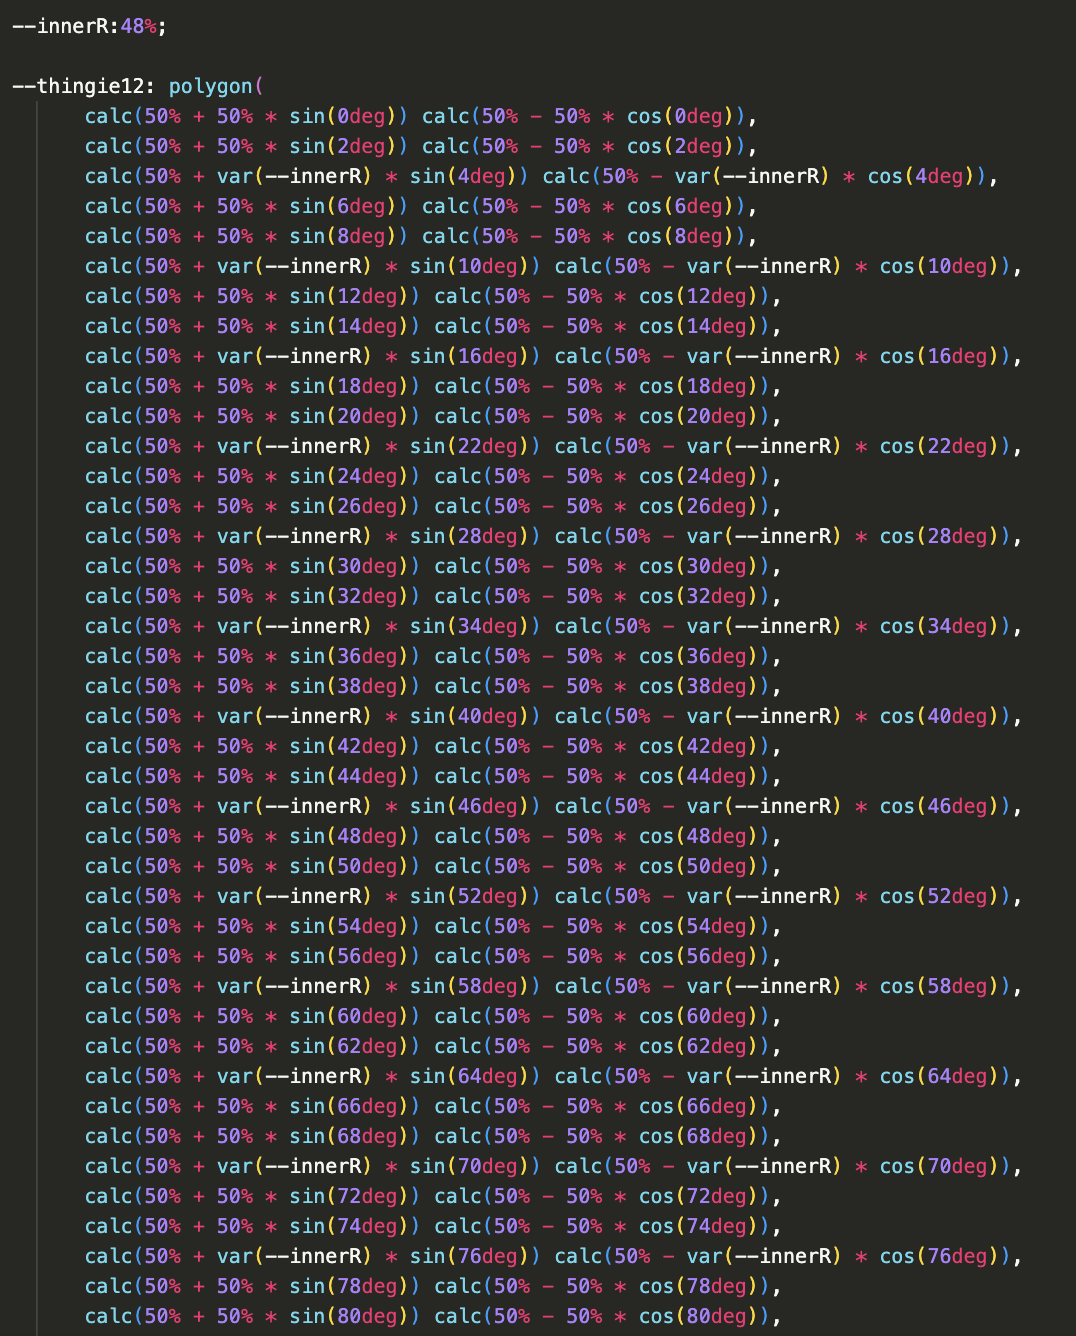 --innerR:48%;
--thingie12: polygon(
calc(50% + 50% * sin(0deg)) calc(50% - 50% * cos(0deg)),
calc(50% + 50% * sin(2deg)) calc(50% - 50% * cos(2deg)),
calc(50% + var(--innerR) * sin(4deg)) calc(50% - var(--innerR) * cos(4deg)),
calc(50% + 50% * sin(6deg)) calc(50% - 50% * cos(6deg)),
calc(50% + 50% * sin(8deg)) calc(50% - 50% * cos(8deg)),
calc(50% + var(--innerR) * sin(10deg)) calc(50% - var(--innerR) * cos(10deg)),
calc(50% + 50% * sin(12deg)) calc(50% - 50% * cos(12deg)),
calc(50% + 50% * sin(14deg)) calc(50% - 50% * cos(14deg)),
calc(50% + var(--innerR) * sin(16deg)) calc(50% - var(--innerR) * cos(16deg)),
calc(50% + 50% * sin(18deg)) calc(50% - 50% * cos(18deg)),
calc(50% + 50% * sin(20deg)) calc(50% - 50% * cos(20deg)),
calc(50% + var(--innerR) * sin(22deg)) calc(50% - var(--innerR) * cos(22deg)),
calc(50% + 50% * sin(24deg)) calc(50% - 50% * cos(24deg)),
calc(50% + 50% * sin(26deg)) calc(50% - 50% * cos(26deg)),
calc(50% + var(--innerR) * sin(28deg)) calc(50% - var(--innerR) * cos(28deg)),
calc(50% + 50% * sin(30deg)) calc(50% - 50% * cos(30deg)),
calc(50% + 50% * sin(32deg)) calc(50% - 50% * cos(32deg)),
calc(50% + var(--innerR) * sin(34deg)) calc(50% - var(--innerR) * cos(34deg)),
calc(50% + 50% * sin(36deg)) calc(50% - 50% * cos(36deg)),
calc(50% + 50% * sin(38deg)) calc(50% - 50% * cos(38deg)),
calc(50% + var(--innerR) * sin(40deg)) calc(50% - var(--innerR) * cos(40deg)),
calc(50% + 50% * sin(42deg)) calc(50% - 50% * cos(42deg)),
calc(50% + 50% * sin(44deg)) calc(50% - 50% * cos(44deg)),
calc(50% + var(--innerR) * sin(46deg)) calc(50% - var(--innerR) * cos(46deg)),
calc(50% + 50% * sin(48deg)) calc(50% - 50% * cos(48deg)),
calc(50% + 50% * sin(50deg)) calc(50% - 50% * cos(50deg)),
calc(50% + var(--innerR) * sin(52deg)) calc(50% - var(--innerR) * cos(52deg)),
calc(50% + 50% * sin(54deg)) calc(50% - 50% * cos(54deg)),
calc(50% + 50% * sin(56deg)) calc(50% - 50% * cos(56deg)),
calc(50% + var(--innerR) * sin(58deg)) calc(50% - var(--innerR) * cos(58deg)),
calc(50% + 50% * sin(60deg)) calc(50% - 50% * cos(60deg)),
calc(50% + 50% * sin(62deg)) calc(50% - 50% * cos(62deg)),
calc(50% + var(--innerR) * sin(64deg)) calc(50% - var(--innerR) * cos(64deg)),
calc(50% + 50% * sin(66deg)) calc(50% - 50% * cos(66deg)),
calc(50% + 50% * sin(68deg)) calc(50% - 50% * cos(68deg)),
calc(50% + var(--innerR) * sin(70deg)) calc(50% - var(--innerR) * cos(70deg)),
calc(50% + 50% * sin(72deg)) calc(50% - 50% * cos(72deg)),
calc(50% + 50% * sin(74deg)) calc(50% - 50% * cos(74deg)),
calc(50% + var(--innerR) * sin(76deg)) calc(50% - var(--innerR) * cos(76deg)),
calc(50% + 50% * sin(78deg)) calc(50% - 50% * cos(78deg)),
calc(50% + 50% * sin(80deg)) calc(50% - 50% * cos(80deg)),